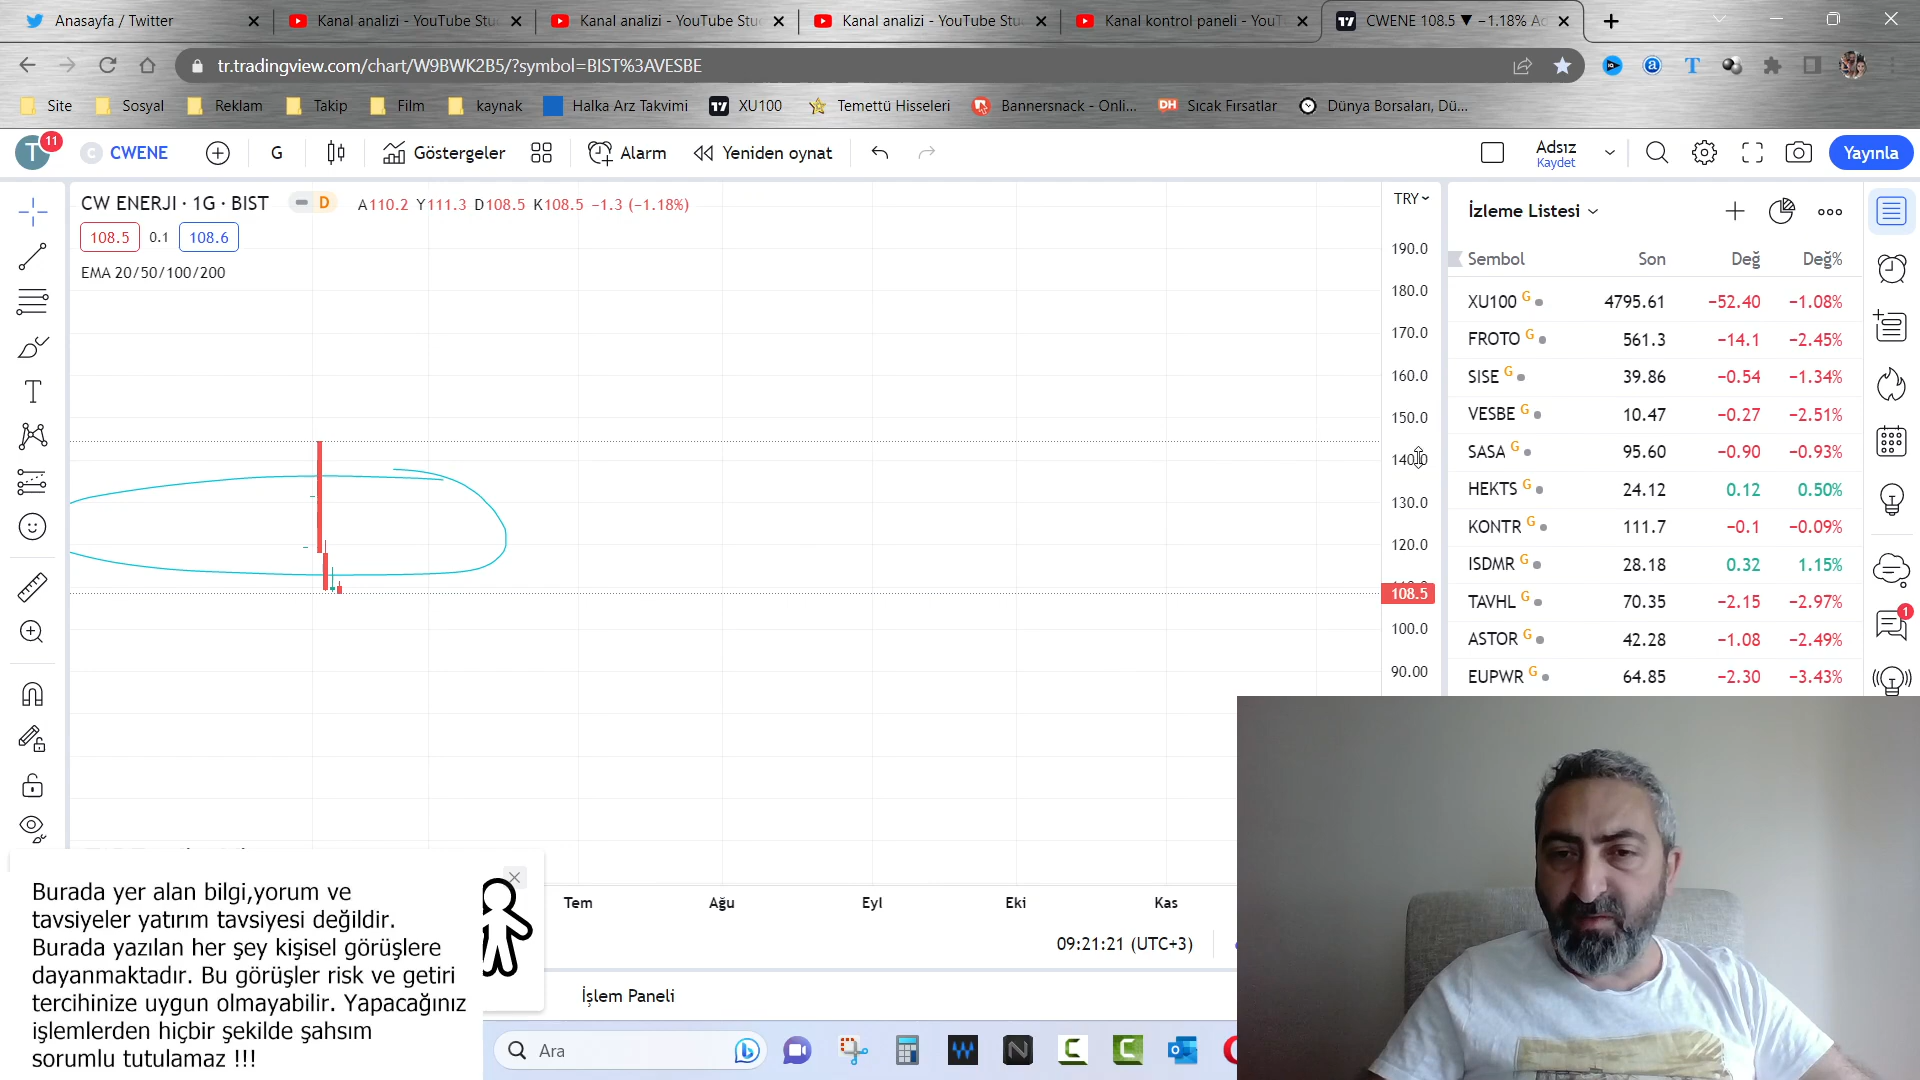 Anasayfa / Twitter
Kanal analizi - YouTube Stu
Kanal analizi - YouTube Stu
Kanal analizi - YouTube Stu
Kanal kontrol paneli - YouT
CWENE 108.5 ▼ −1.18% Ad
tr.tradingview.com/chart/W9BWK2B5/?symbol=BIST%3AVESBE
Site
Sosyal
Reklam
Takip
Film
kaynak
Halka Arz Takvimi
XU100
Temettü Hisseleri
Bannersnack - Onli...
DH Sıcak Fırsatlar
Dünya Borsaları, Dü...
T 11
C CWENE
G
Göstergeler
Alarm
Yeniden oynat
Adsız
Kaydet
Yayınla
CW ENERJİ · 1G · BIST
D
A110.2 Y111.3 D108.5 K108.5 −1.3 (−1.18%)
108.5 0.1 108.6
EMA 20/50/100/200
TRY
190.0
180.0
170.0
160.0
150.0
140.0
130.0
120.0
108.5
100.0
90.00
İzleme Listesi
Sembol Son Değ Değ%
XU100 G 4795.61 −52.40 −1.08%
FROTO G 561.3 −14.1 −2.45%
SISE G 39.86 −0.54 −1.34%
VESBE G 10.47 −0.27 −2.51%
SASA G 95.60 −0.90 −0.93%
HEKTS G 24.12 0.12 0.50%
KONTR G 111.7 −0.1 −0.09%
ISDMR G 28.18 0.32 1.15%
TAVHL G 70.35 −2.15 −2.97%
ASTOR G 42.28 −1.08 −2.49%
EUPWR G 64.85 −2.30 −3.43%
1
Tem
Ağu
Eyl
Eki
Kas
09:21:21 (UTC+3)
İşlem Paneli
Burada yer alan bilgi,yorum ve
tavsiyeler yatırım tavsiyesi değildir.
Burada yazılan her şey kişisel görüşlere
dayanmaktadır. Bu görüşler risk ve getiri
tercihinize uygun olmayabilir. Yapacağınız
işlemlerden hiçbir şekilde şahsım
sorumlu tutulamaz !!!
Ara